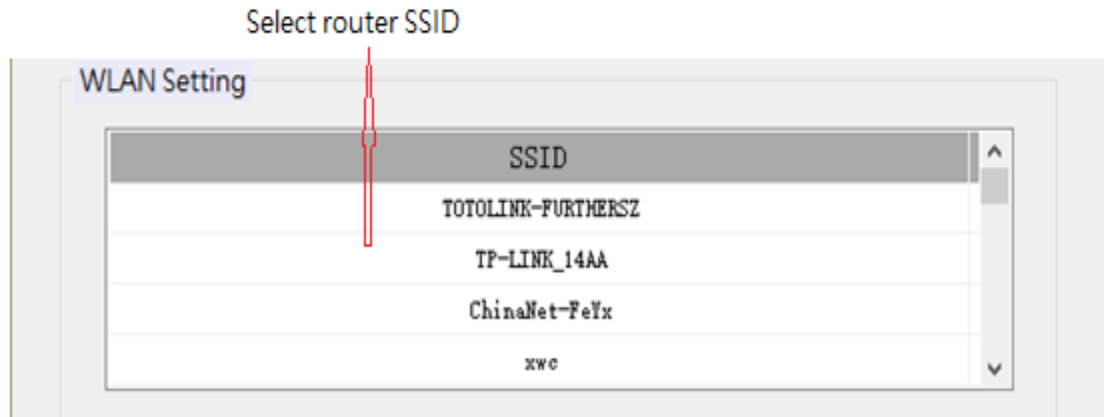 Select router SSID
WLAN Setting
SSID
TOTOLINK-FURTHERSZ
TP-LINK_14AA
ChinaNet-FeYx
xwc